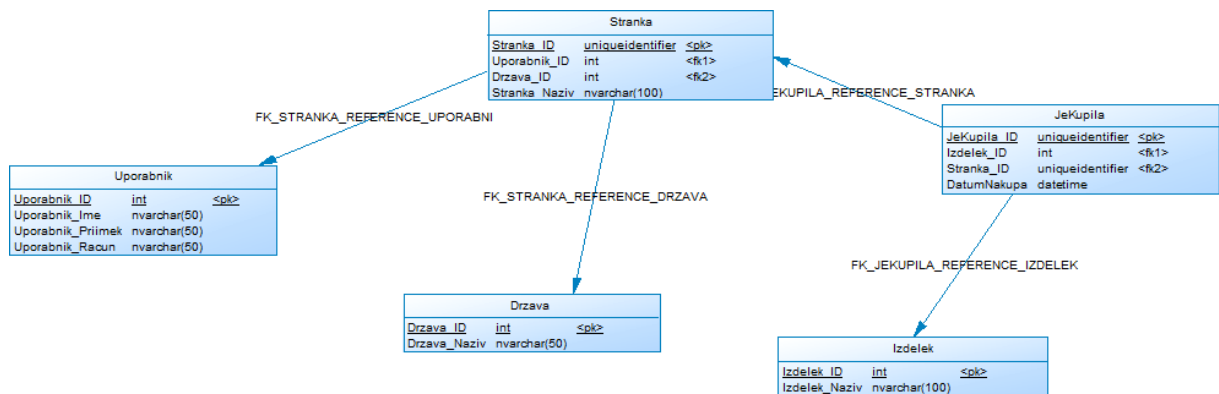 Stranka
Stranka_ID uniqueidentifier <pk>
Uporabnik_ID int <fk1>
Drzava_ID int <fk2>
Stranka_Naziv nvarchar(100)
EKUPILA_REFERENCE_STRANKA
JeKupila
JeKupila_ID uniqueidentifier <pk>
Izdelek_ID int <fk1>
Stranka_ID uniqueidentifier <fk2>
DatumNakupa datetime
FK_STRANKA_REFERENCE_UPORABNI
Uporabnik
Uporabnik_ID int <pk>
Uporabnik_Ime nvarchar(50)
Uporabnik_Priimek nvarchar(50)
Uporabnik_Racun nvarchar(50)
FK_STRANKA_REFERENCE_DRZAVA
FK_JEKUPILA_REFERENCE_IZDELEK
Drzava
Drzava_ID int <pk>
Drzava_Naziv nvarchar(50)
Izdelek
Izdelek_ID int <pk>
Izdelek_Naziv nvarchar(100)